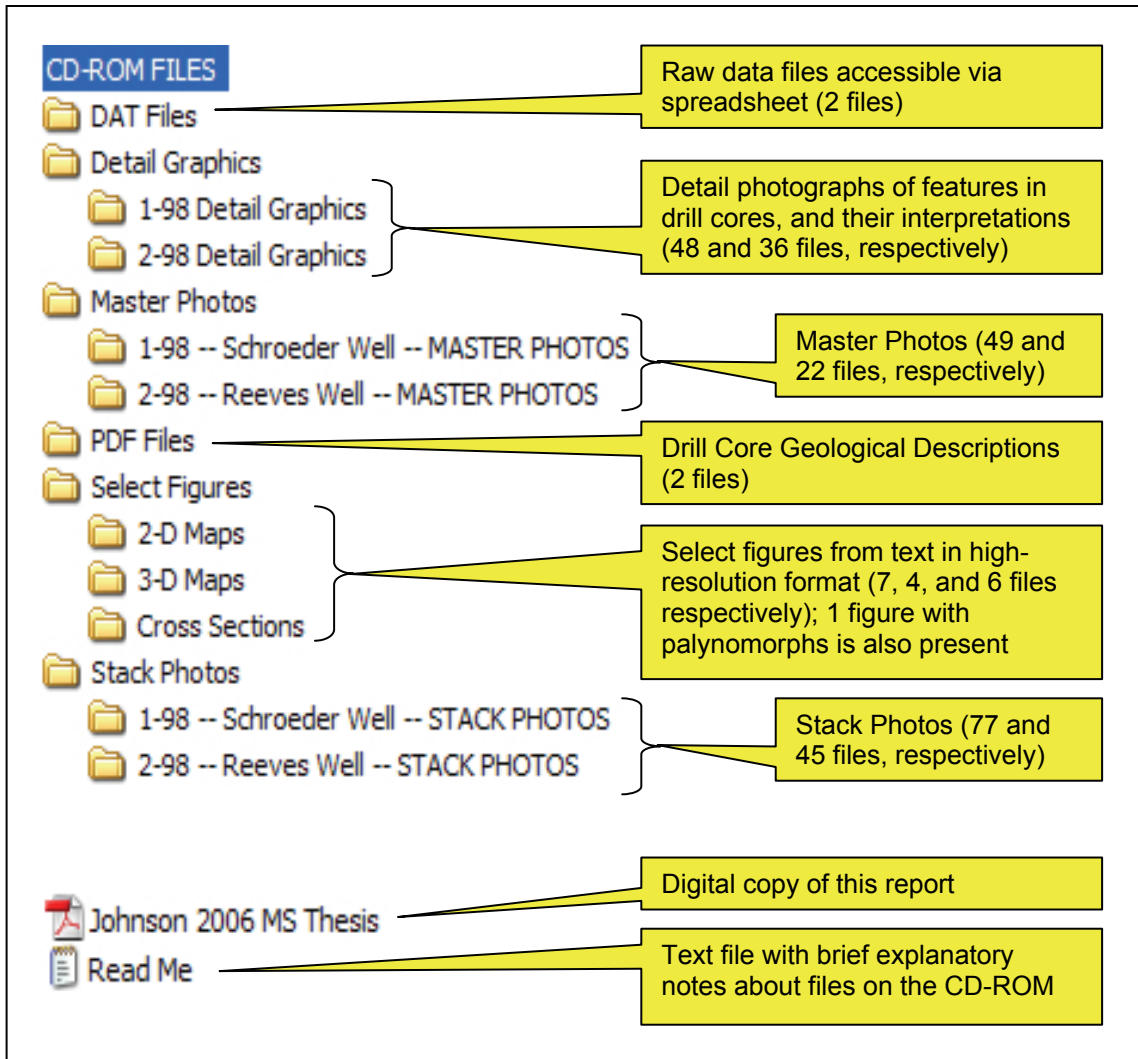 CD-ROM FILES
DAT Files
Raw data files accessible via
spreadsheet (2 files)
Detail Graphics
1-98 Detail Graphics
2-98 Detail Graphics
Detail photographs of features in
drill cores, and their interpretations
(48 and 36 files, respectively)
Master Photos
1-98 -- Schroeder Well -- MASTER PHOTOS
2-98 -- Reeves Well -- MASTER PHOTOS
Master Photos (49 and
22 files, respectively)
PDF Files
Drill Core Geological Descriptions
(2 files)
Select Figures
2-D Maps
3-D Maps
Cross Sections
Select figures from text in high-
resolution format (7, 4, and 6 files
respectively); 1 figure with
palynomorphs is also present
Stack Photos
1-98 -- Schroeder Well -- STACK PHOTOS
2-98 -- Reeves Well -- STACK PHOTOS
Stack Photos (77 and
45 files, respectively)
Johnson 2006 MS Thesis
Digital copy of this report
Read Me
Text file with brief explanatory
notes about files on the CD-ROM